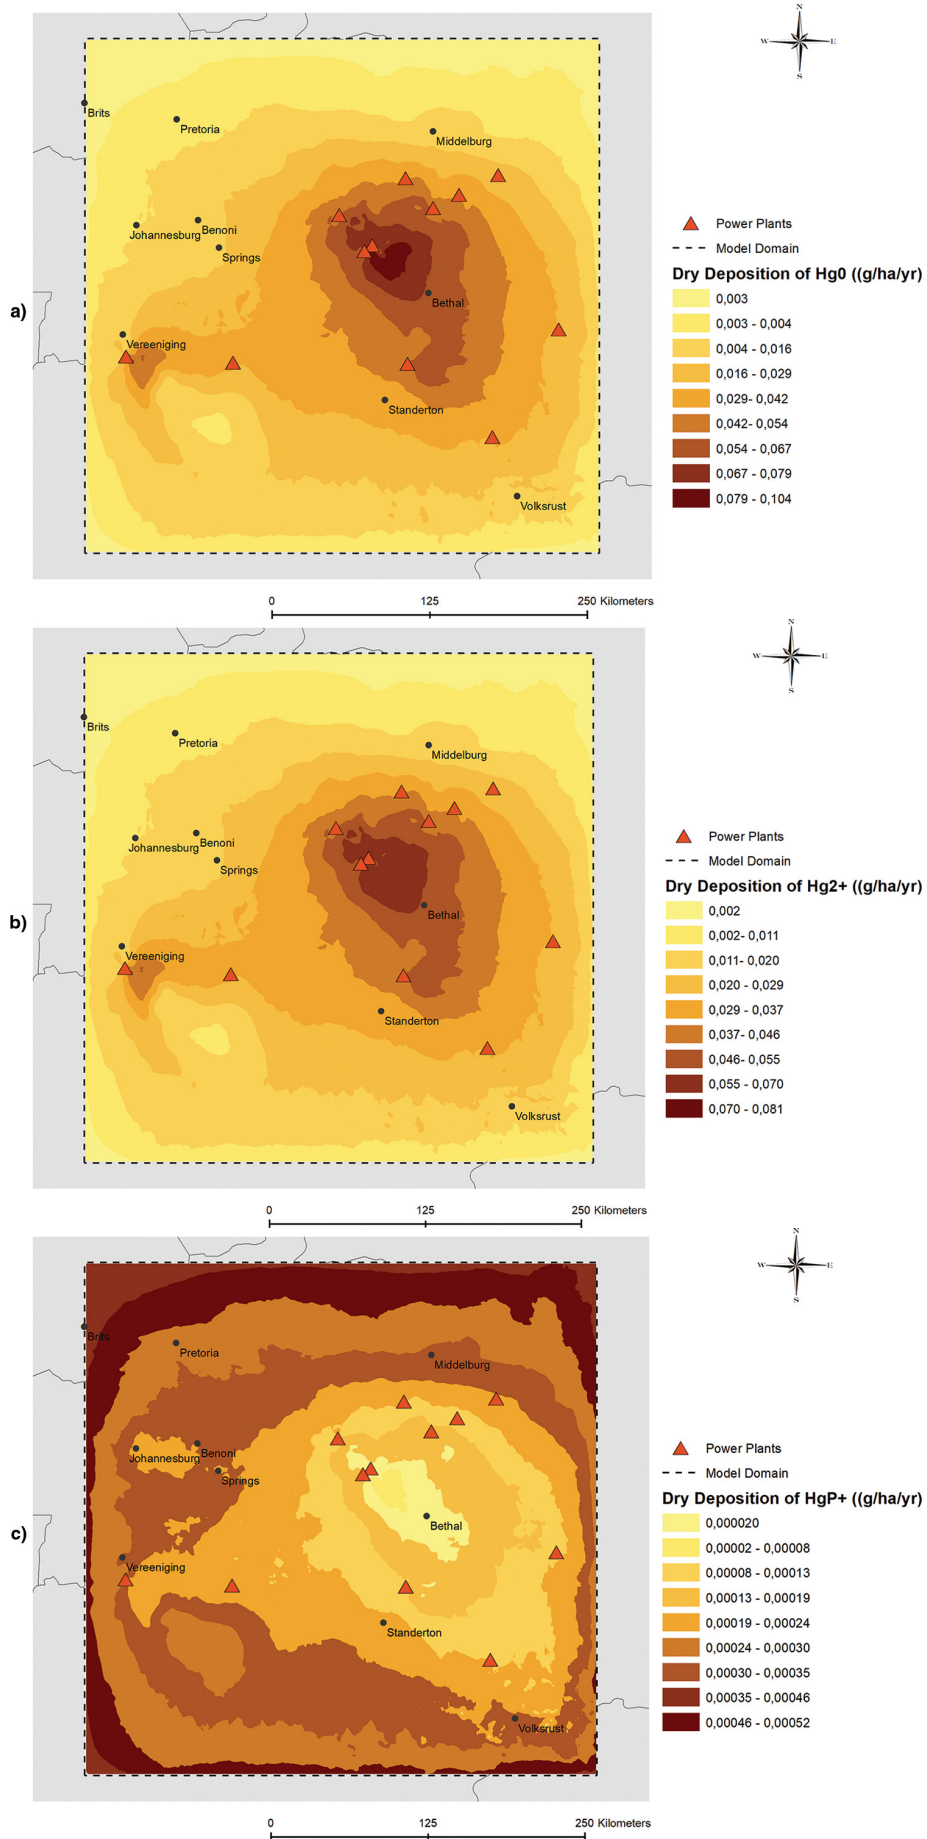 N
W E
S
Brits
Pretoria
Middelburg
Johannesburg
Benoni
Springs
Bethal
Vereeniging
Standerton
Volksrust
a)
Power Plants
Model Domain
Dry Deposition of Hg0 ((g/ha/yr)
0,003
0,003 - 0,004
0,004 - 0,016
0,016 - 0,029
0,029- 0,042
0,042- 0,054
0,054 - 0,067
0,067 - 0,079
0,079 - 0,104
0 125 250 Kilometers
N
W E
S
Brits
Pretoria
Middelburg
Johannesburg
Benoni
Springs
Bethal
Vereeniging
Standerton
Volksrust
b)
Power Plants
Model Domain
Dry Deposition of Hg2+ ((g/ha/yr)
0,002
0,002- 0,011
0,011- 0,020
0,020 - 0,029
0,029 - 0,037
0,037- 0,046
0,046- 0,055
0,055 - 0,070
0,070 - 0,081
0 125 250 Kilometers
N
W E
S
Brits
Pretoria
Middelburg
Johannesburg
Benoni
Springs
Bethal
Vereeniging
Standerton
Volksrust
c)
Power Plants
Model Domain
Dry Deposition of HgP+ ((g/ha/yr)
0,000020
0,00002 - 0,00008
0,00008 - 0,00013
0,00013 - 0,00019
0,00019 - 0,00024
0,00024 - 0,00030
0,00030 - 0,00035
0,00035 - 0,00046
0,00046 - 0,00052
0 125 250 Kilometers